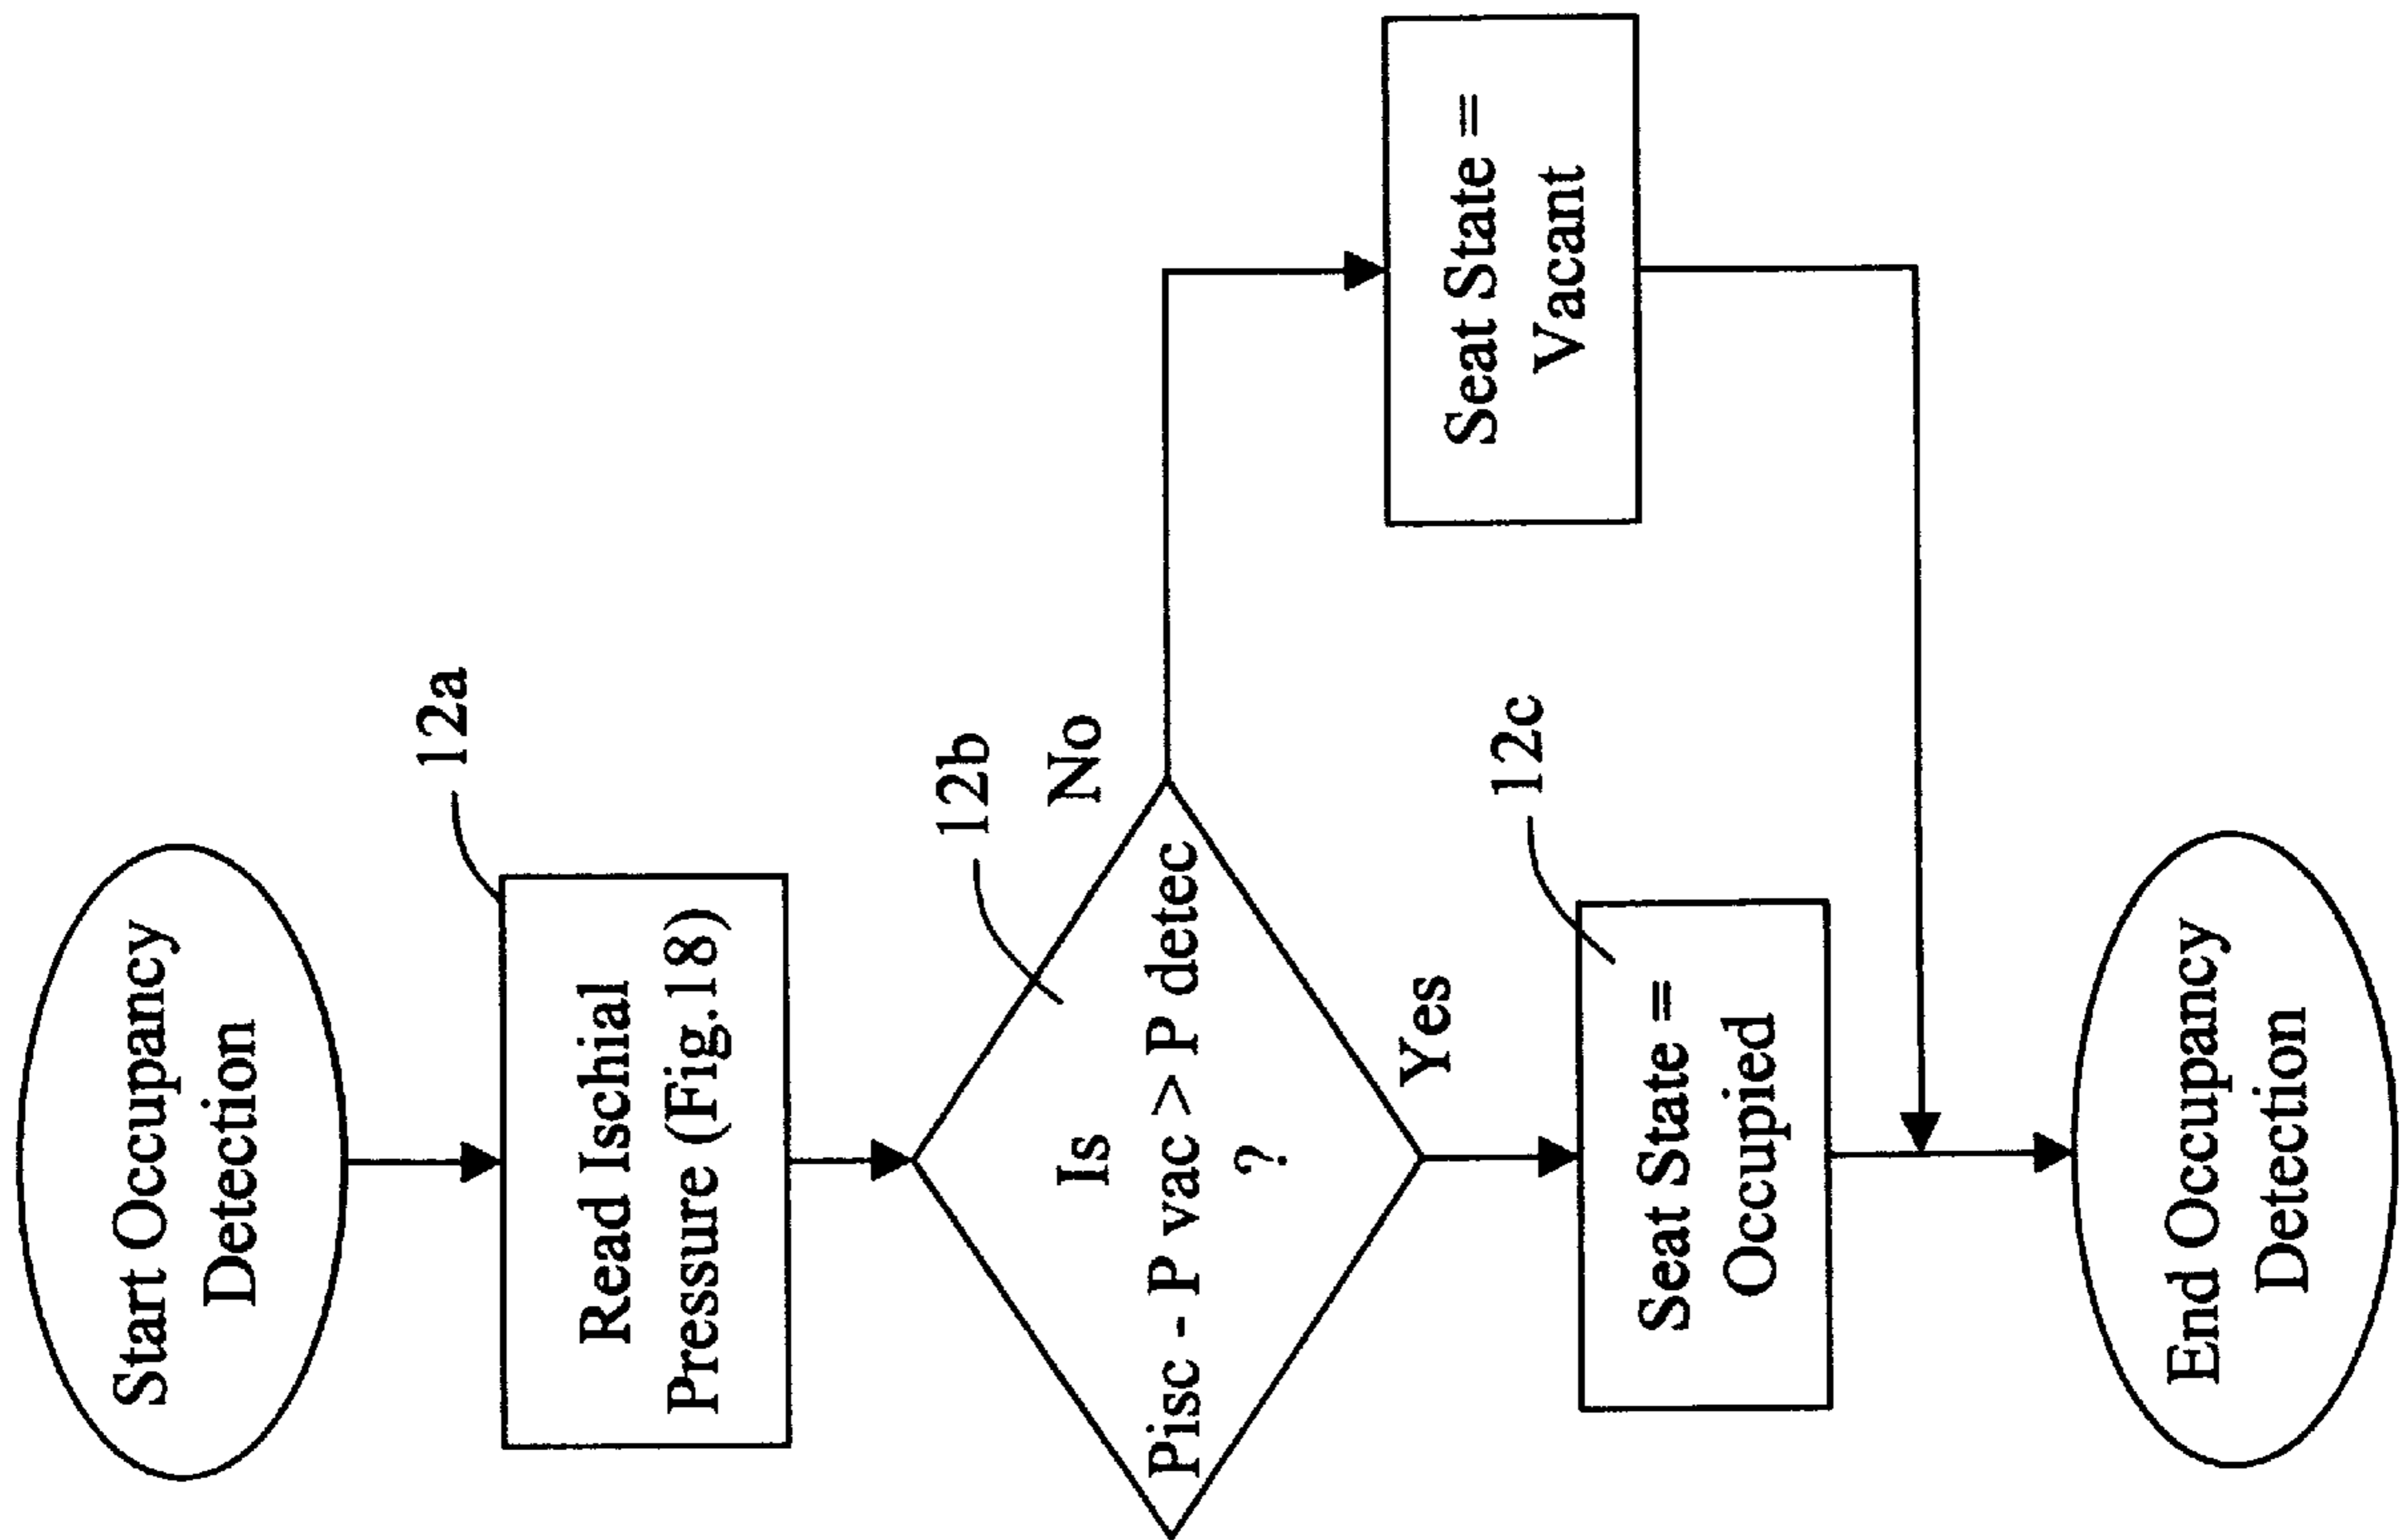 Start Occupancy
Detection
12a
Read Ischial
Pressure (Fig.18)
12b
Is
Pisc - P vac > P detec
?
No
Yes
Seat State =
Vacant
12c
Seat State =
Occupied
End Occupancy
Detection